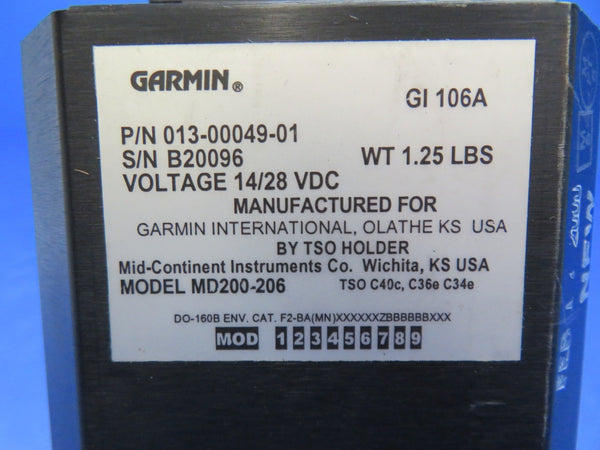 GARMIN®
GI 106A
P/N 013-00049-01
S/N B20096 WT 1.25 LBS
VOLTAGE 14/28 VDC
MANUFACTURED FOR
GARMIN INTERNATIONAL, OLATHE KS USA
BY TSO HOLDER
Mid-Continent Instruments Co. Wichita, KS USA
MODEL MD200-206 TSO C40c, C36e C34e
DO-160B ENV. CAT. F2-BA(MN)XXXXXXZBBBBBBXXX
MOD 1 2 3 4 5 6 7 8 9